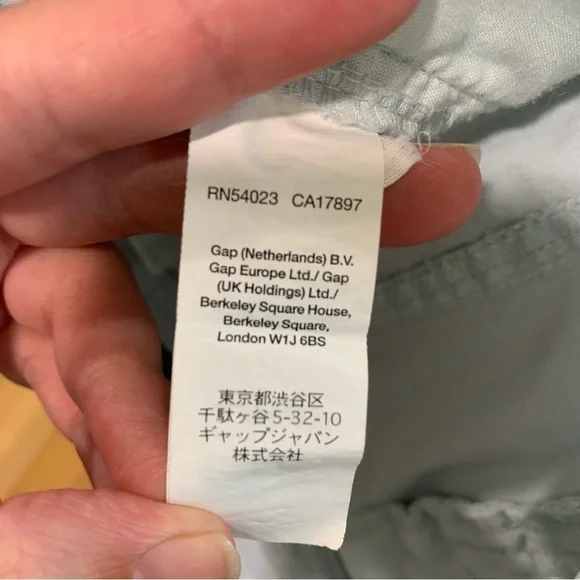 RN54023 CA17897
Gap (Netherlands) B.V.
Gap Europe Ltd./ Gap
(UK Holdings) Ltd./
Berkeley Square House,
Berkeley Square,
London W1J 6BS
東京都渋谷区
千駄ヶ谷5-32-10
ギャップジャパン
株式会社